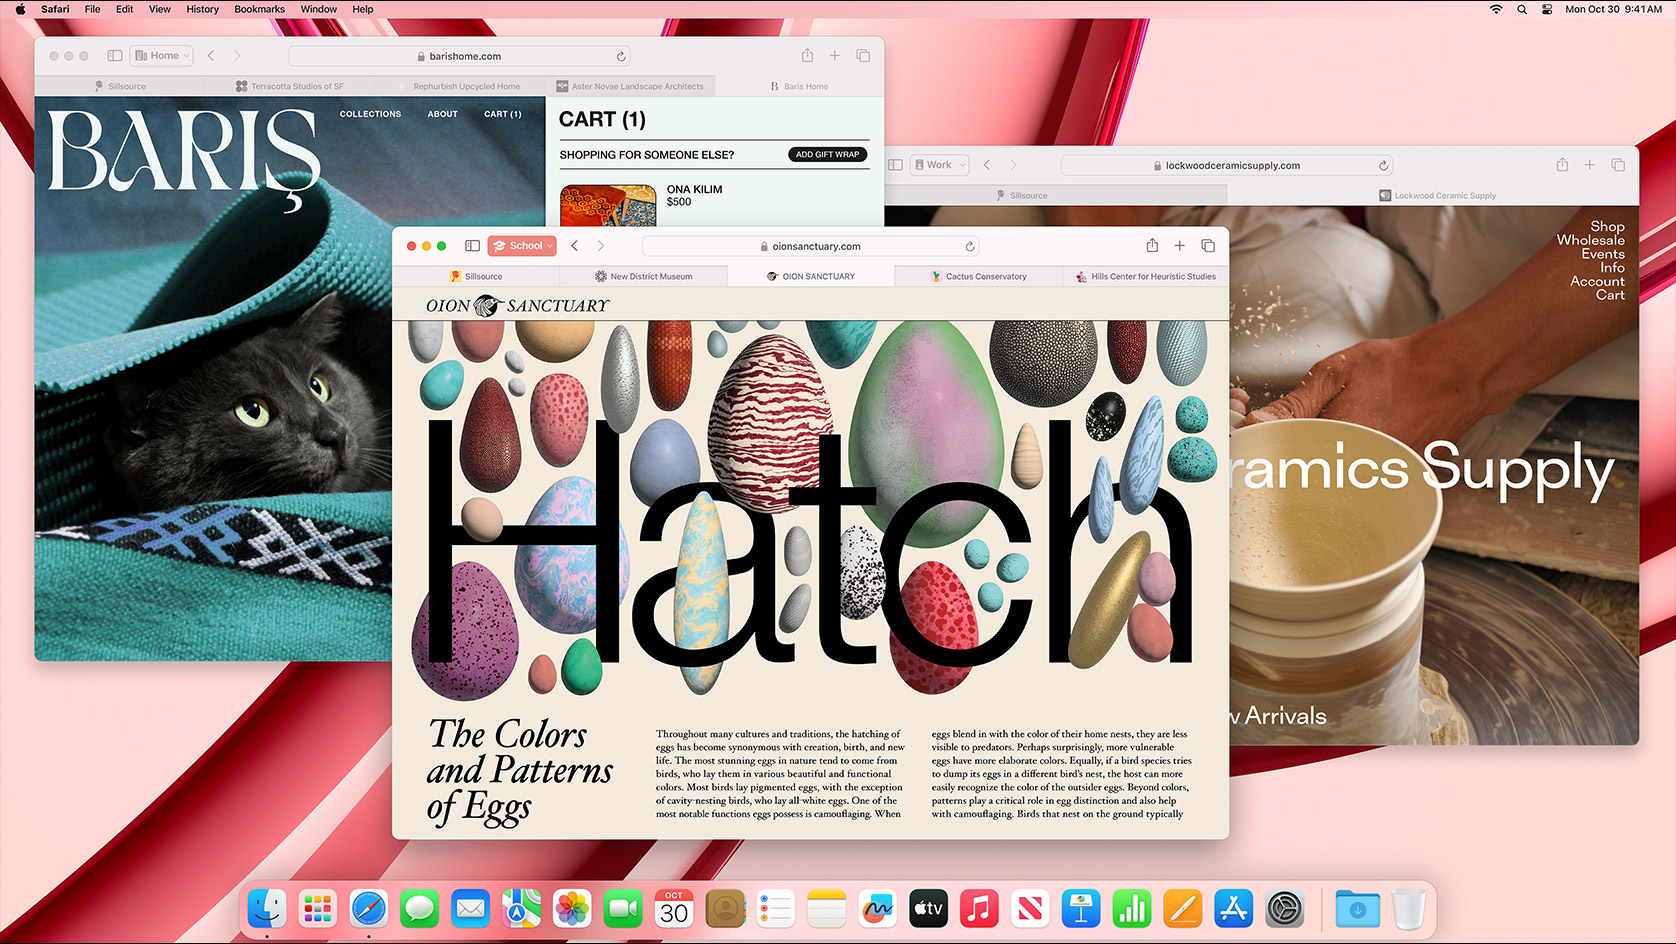 Safari File Edit View History Bookmarks Window Help
Mon Oct 30 9:41 AM
Home
barishome.com
Sillsource
Terracotta Studios of SF
Rephurbish Upcycled Home
Aster Novae Landscape Architects
Baris Home
BARIŞ
COLLECTIONS ABOUT CART (1)
CART (1)
SHOPPING FOR SOMEONE ELSE?
ADD GIFT WRAP
ONA KILIM
$500
Work
lockwoodceramicsupply.com
Sillsource
Lockwood Ceramic Supply
Shop
Wholesale
Events
Info
Account
Cart
ramics Supply
w Arrivals
School
oionsanctuary.com
Sillsource
New District Museum
OION SANCTUARY
Cactus Conservatory
Hills Center for Heuristic Studies
OION SANCTUARY
Hatch
The Colors
and Patterns
of Eggs
Throughout many cultures and traditions, the hatching of
eggs has become synonymous with creation, birth, and new
life. The most stunning eggs in nature tend to come from
birds, who lay them in various beautiful and functional
colors. Most birds lay pigmented eggs, with the exception
of cavity-nesting birds, who lay all-white eggs. One of the
most notable functions eggs possess is camouflaging. When
eggs blend in with the color of their home nests, they are less
visible to predators. Perhaps surprisingly, more vulnerable
eggs have more elaborate colors. Equally, if a bird species tries
to dump its eggs in a different bird's nest, the host can more
easily recognize the color of the outsider eggs. Beyond colors,
patterns play a critical role in egg distinction and also help
with camouflaging. Birds that nest on the ground typically
OCT
30
tv